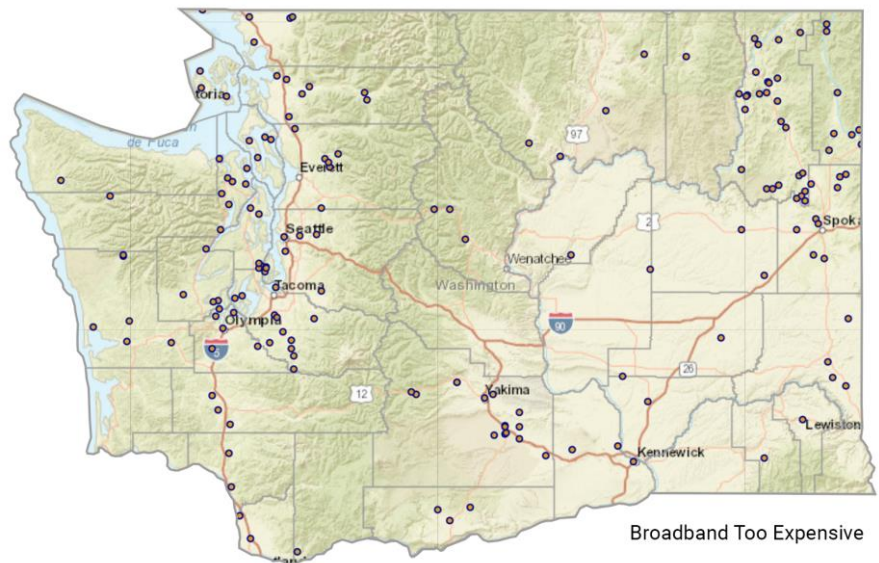 toria
de Fuca
97
Everett
Seattle
2
Spoka
Wenatchee
Washington
Tacoma
Olympia
90
5
26
12
Yakima
Lewiston
Kennewick
Broadband Too Expensive